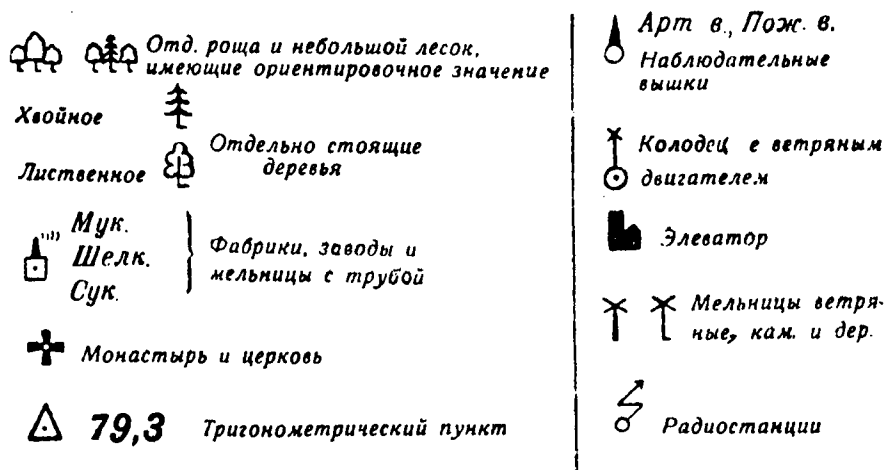 Отд. роща и небольшой лесок,
имеющие ориентировочное значение
Хвойное
Лиственное
Отдельно стоящие
деревья
Мук.
Шелк.
Сук.
Фабрики, заводы и
мельницы с трубой
Монастырь и церковь
79,3 Тригонометрический пункт
Арт в., Пож. в.
Наблюдательные
вышки
Колодец е ветряным
двигателем
Элеватор
Мельницы ветря-
ные, кам. и дер.
Радиостанции